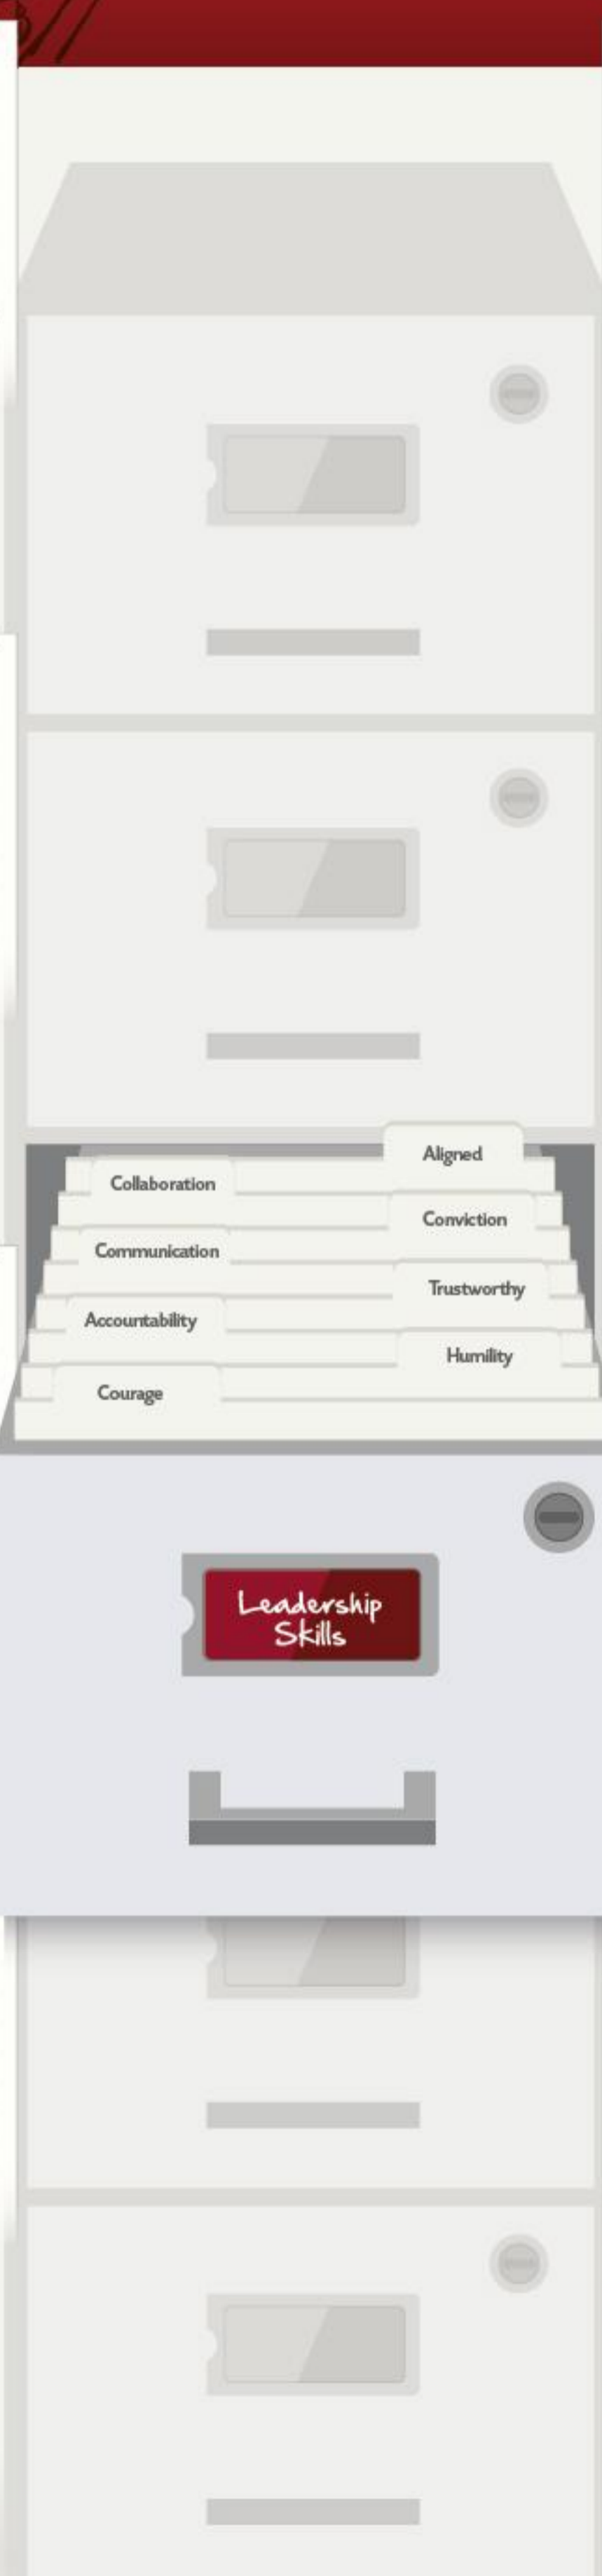 Aligned
Collaboration
Conviction
Communication
Trustworthy
Accountability
Humility
Courage
Leadership
Skills